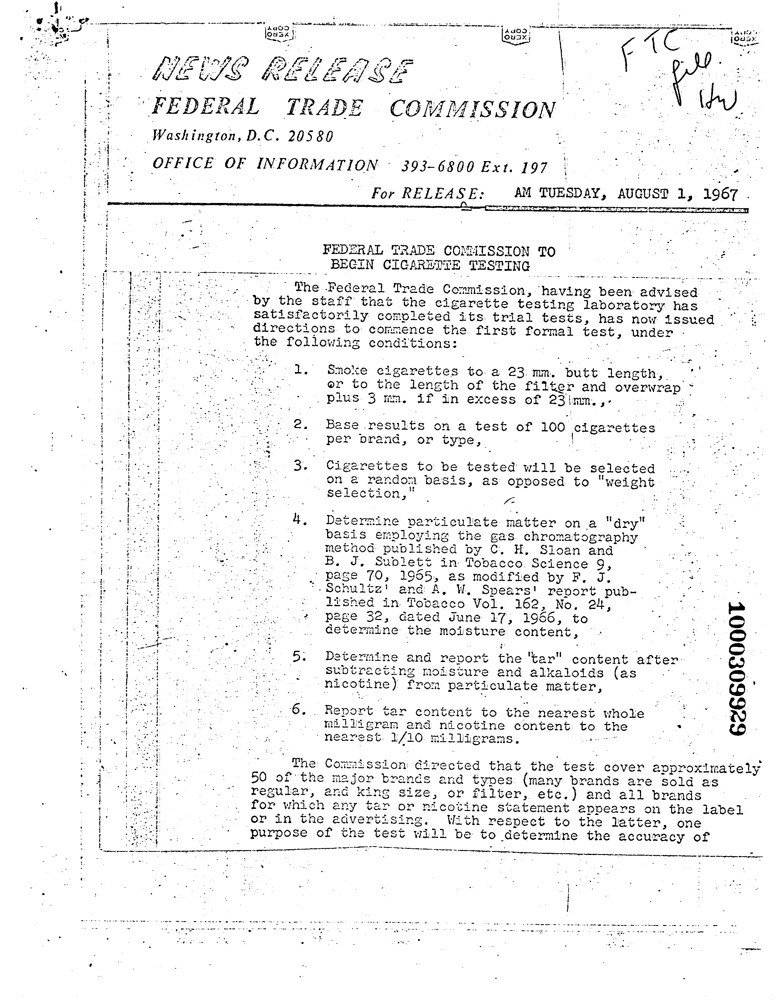 XERO COPY
XERO COPY
XERO COPY
FTC
file
NEWS RELEASE
FEDERAL TRADE COMMISSION
Washington, D.C. 20580
OFFICE OF INFORMATION 393-6800 Ext. 197
For RELEASE: AM TUESDAY, AUGUST 1, 1967
FEDERAL TRADE COMMISSION TO
BEGIN CIGARETTE TESTING
The Federal Trade Commission, having been advised
by the staff that the cigarette testing laboratory has
satisfactorily completed its trial tests, has now issued
directions to commence the first formal test, under
the following conditions:
1. Smoke cigarettes to a 23 mm. butt length,
or to the length of the filter and overwrap
plus 3 mm. if in excess of 23 mm.,
2. Base results on a test of 100 cigarettes
per brand, or type,
3. Cigarettes to be tested will be selected
on a random basis, as opposed to "weight
selection,"
4. Determine particulate matter on a "dry"
basis employing the gas chromatography
method published by C. H. Sloan and
B. J. Sublett in Tobacco Science 9,
page 70, 1965, as modified by F. J.
Schultz' and A. W. Spears' report pub-
lished in Tobacco Vol. 162, No. 24,
page 32, dated June 17, 1966, to
determine the moisture content,
5. Determine and report the "tar" content after
subtracting moisture and alkaloids (as
nicotine) from particulate matter,
6. Report tar content to the nearest whole
milligram and nicotine content to the
nearest 1/10 milligrams.
The Commission directed that the test cover approximately
50 of the major brands and types (many brands are sold as
regular, and king size, or filter, etc.) and all brands
for which any tar or nicotine statement appears on the label
or in the advertising. With respect to the latter, one
purpose of the test will be to determine the accuracy of
1000309929